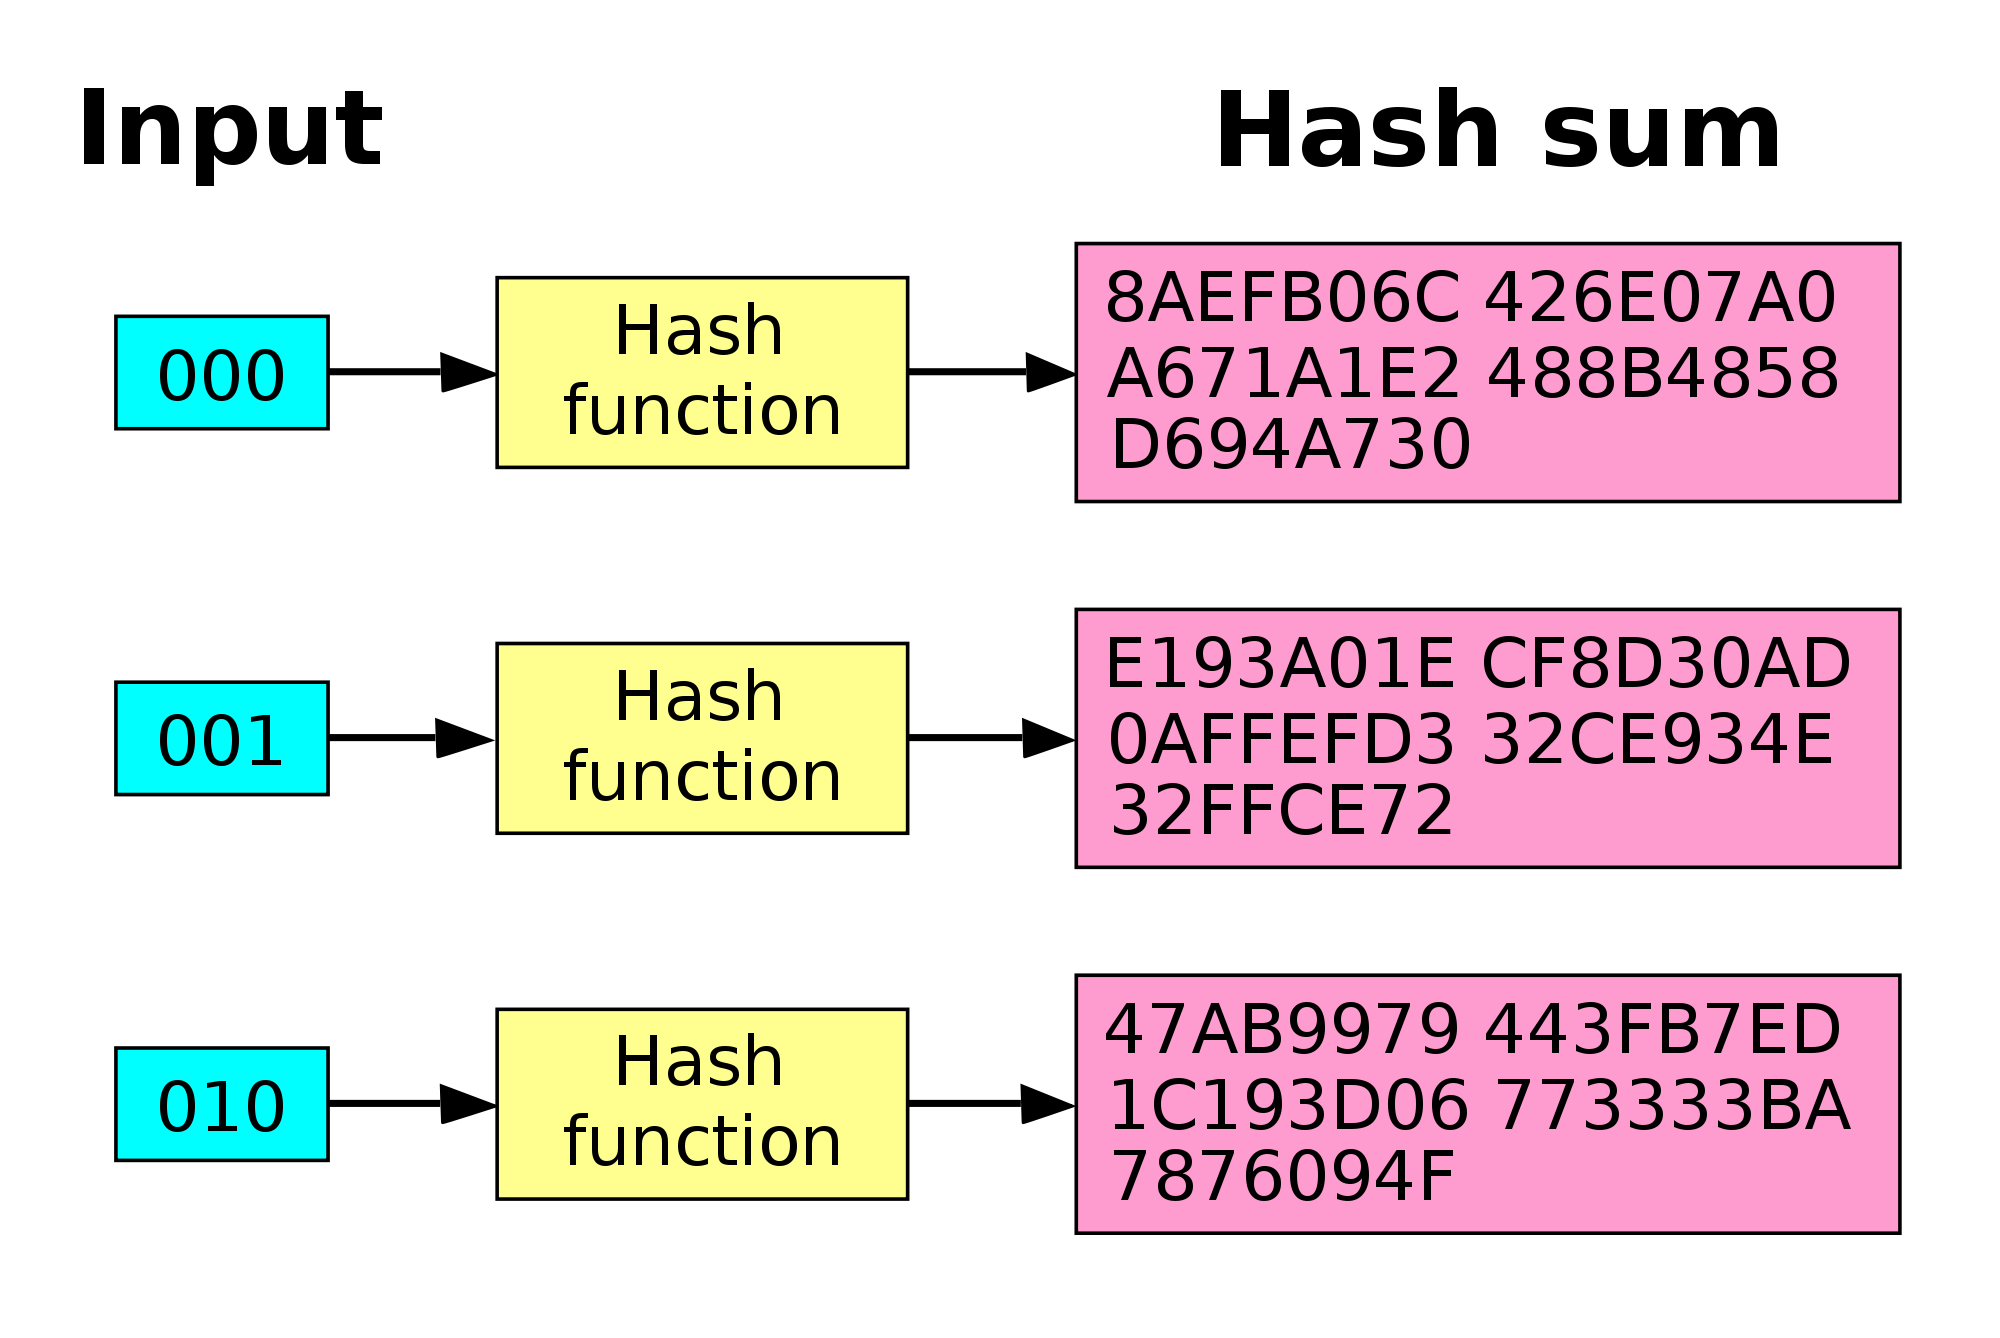 Input
Hash sum
000
Hash
function
8AEFB06C 426E07A0
A671A1E2 488B4858
D694A730
001
Hash
function
E193A01E CF8D30AD
0AFFEFD3 32CE934E
32FFCE72
010
Hash
function
47AB9979 443FB7ED
1C193D06 773333BA
7876094F